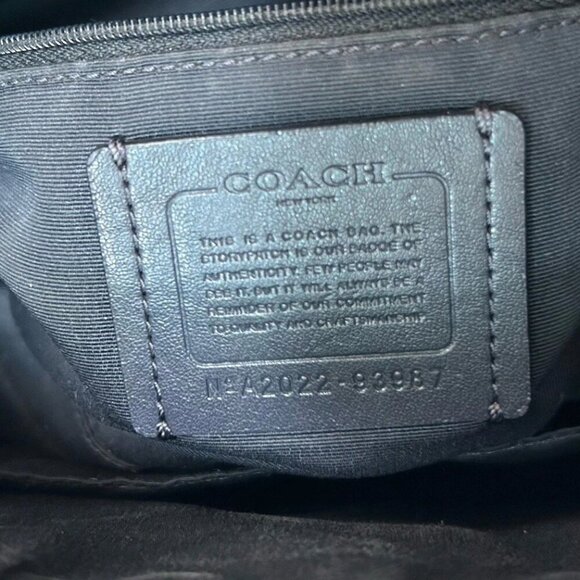 COACH
NEW YORK
THIS IS A COACH BAG. THE
STORYPATCH IS OUR BADGE OF
AUTHENTICITY. FEW PEOPLE MAY
SEE IT. BUT IT WILL ALWAYS BE A
REMINDER OF OUR COMMITMENT
TO QUALITY AND CRAFTSMANSHIP.
Nº A2022-93987